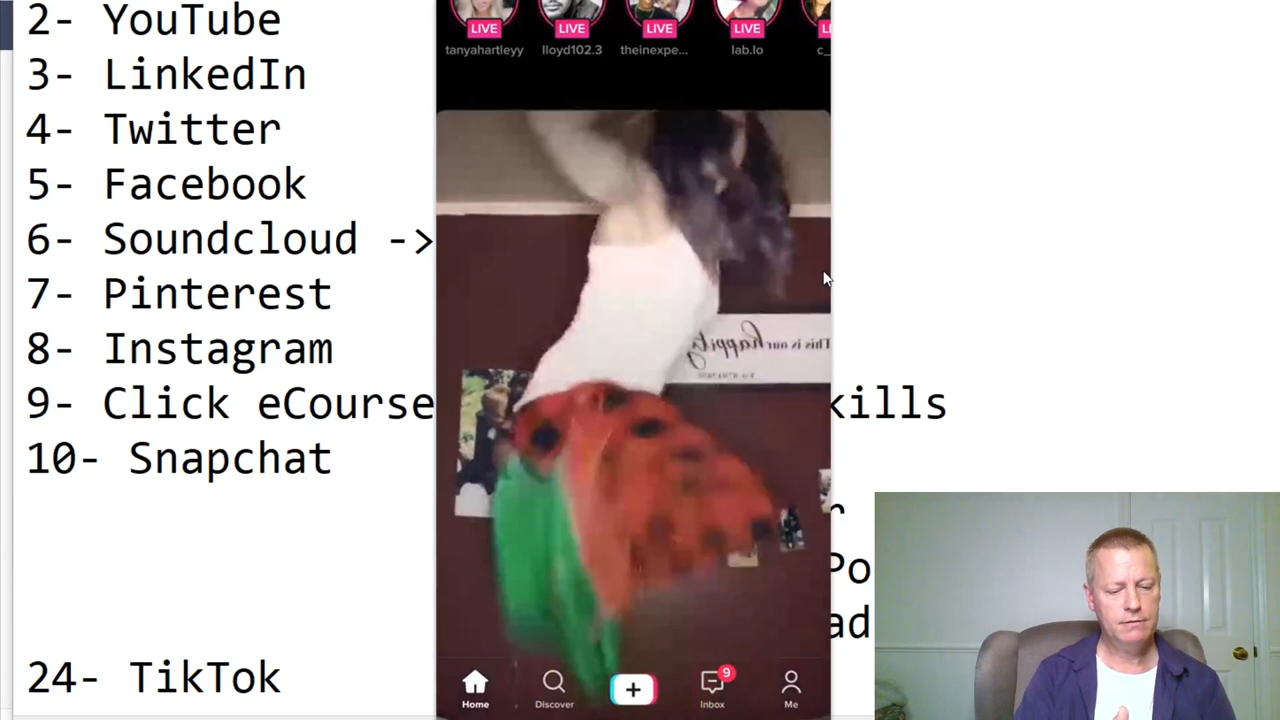 2- YouTube
3- LinkedIn
4- Twitter
5- Facebook
6- Soundcloud ->
7- Pinterest
8- Instagram
9- Click eCourse
kills
10- Snapchat
r
Po
ad
24- TikTok
LIVE LIVE LIVE LIVE LI
tanyahartleyy lloyd102.3 theinexpe... lab.lo c_
This is our happily
Home Discover Inbox 9 Me